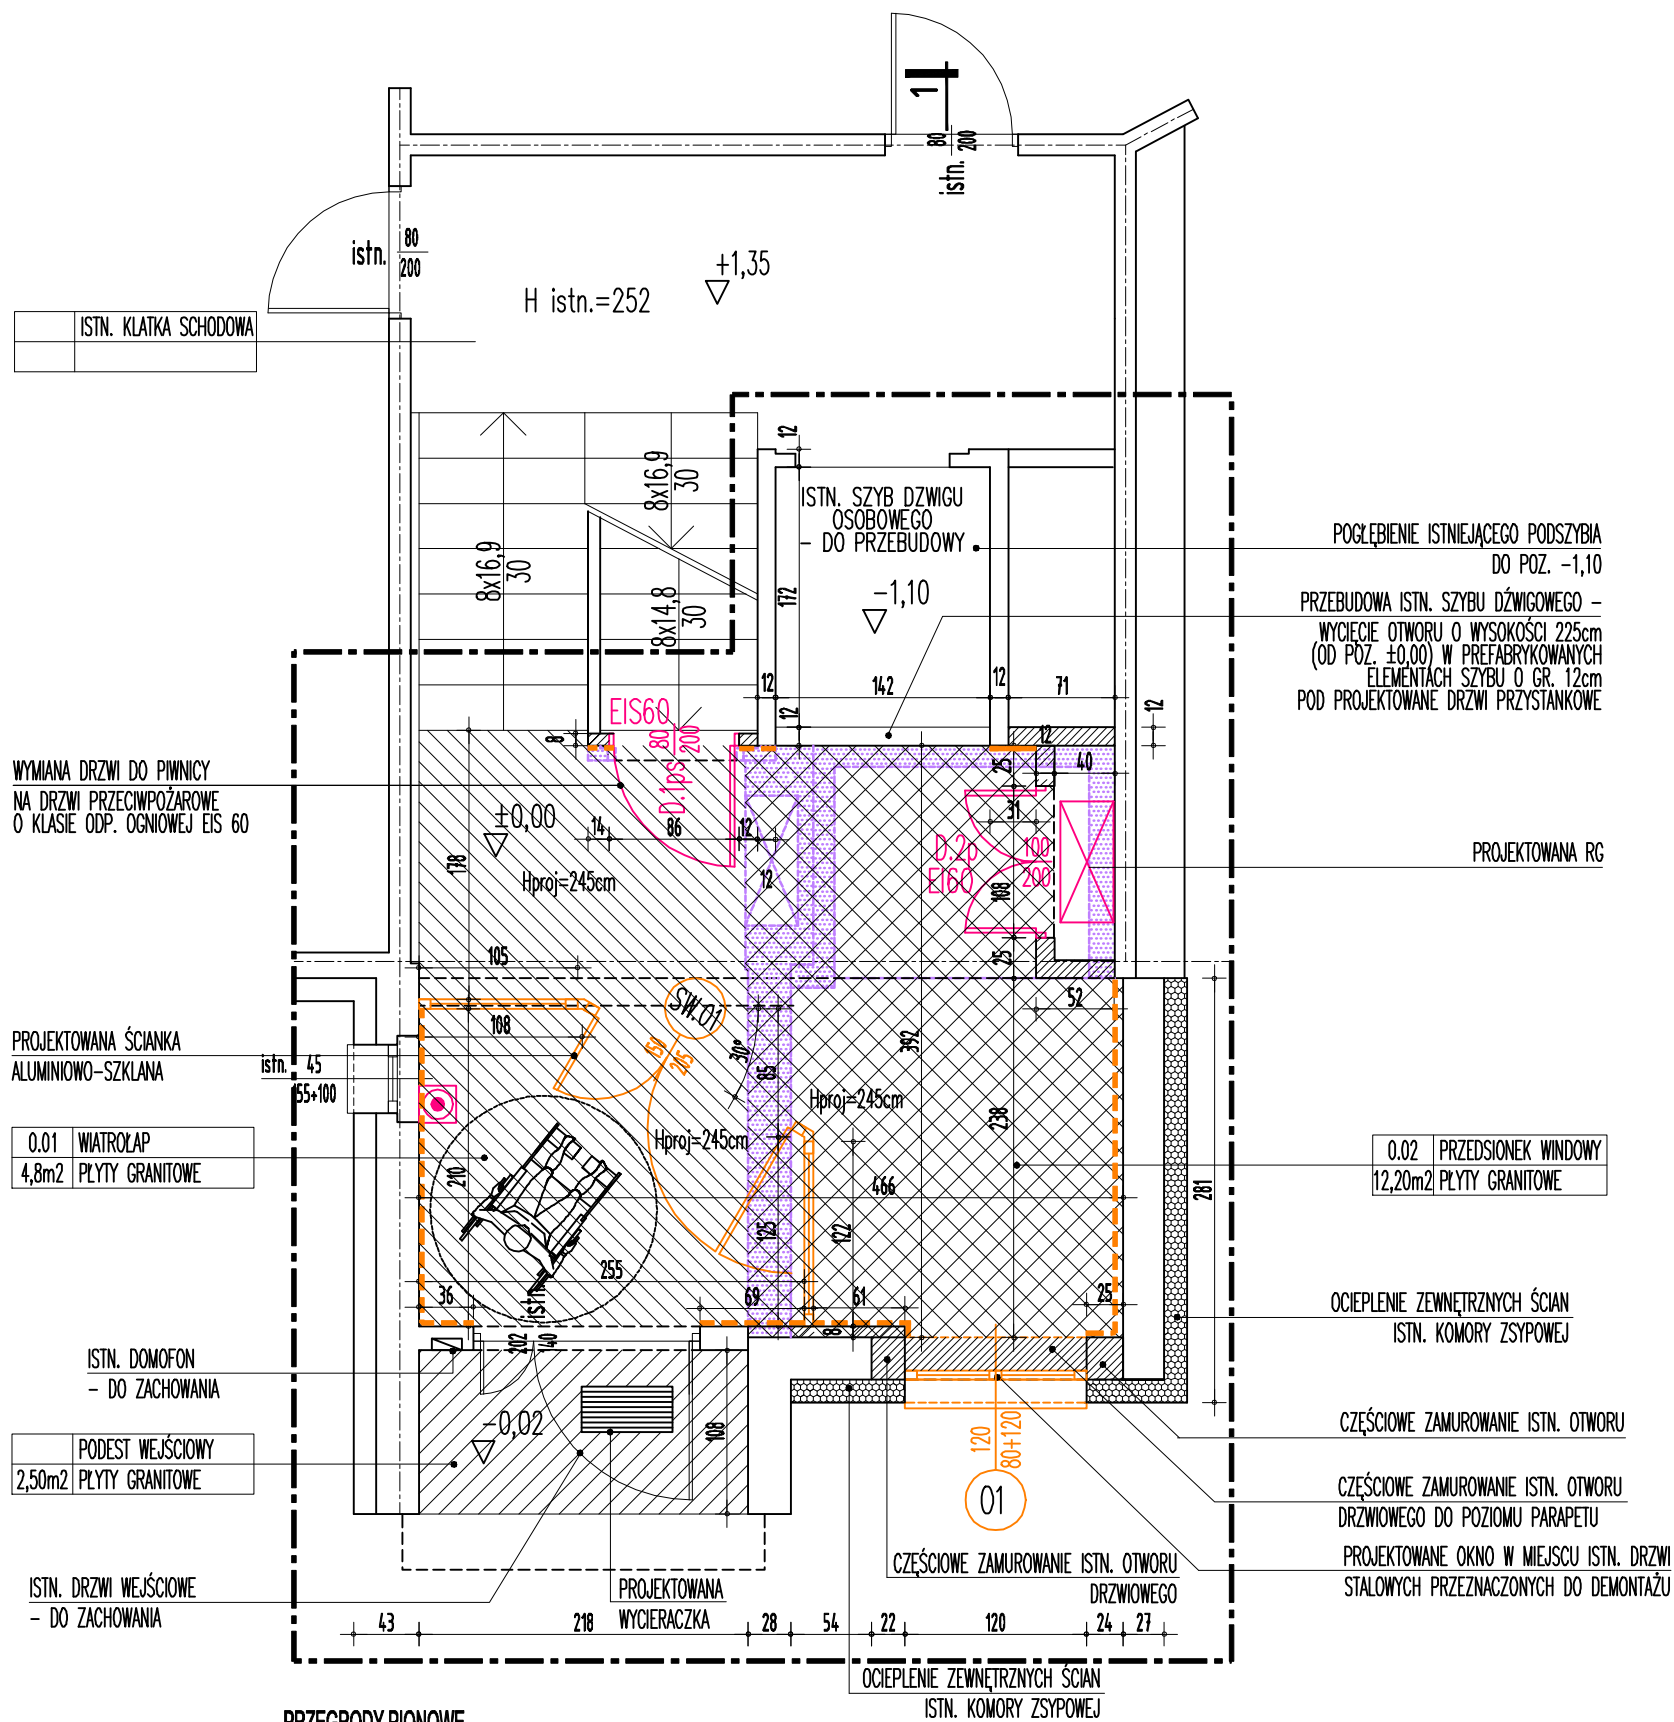 1
80
200
istn.
istn.
80
200
+1,35
H istn.=252
ISTN. KLATKA SCHODOWA
8x16,9
30
8x16,9
30
8x14,8
30
12
ISTN. SZYB DZWIGU
OSOBOWEGO
- DO PRZEBUDOWY
-1,10
172
12
142
12
71
12
12
POGŁĘBIENIE ISTNIEJĄCEGO PODSZYBIA
DO POZ. -1,10
PRZEBUDOWA ISTN. SZYBU DŹWIGOWEGO -
WYCIĘCIE OTWORU O WYSOKOŚCI 225cm
(OD POZ. ±0,00) W PREFABRYKOWANYCH
ELEMENTACH SZYBU O GR. 12cm
POD PROJEKTOWANE DRZWI PRZYSTANKOWE
EIS60
80
200
D.1ps
8
12
25
40
WYMIANA DRZWI DO PIWNICY
NA DRZWI PRZECIWPOŻAROWE
O KLASIE ODP. OGNIOWEJ EIS 60
±0,00
14
86
12
31
D.2p
EI60
100
200
108
PROJEKTOWANA RG
178
Hproj=245cm
12
25
105
52
SW.01
108
150
205
30°
85
392
PROJEKTOWANA ŚCIANKA
ALUMINIOWO-SZKLANA
istn.
45
155+100
Hproj=245cm
238
Hproj=245cm
0.01 WIATROŁAP
4,8m2 PŁYTY GRANITOWE
0.02 PRZEDSIONEK WINDOWY
12,20m2 PŁYTY GRANITOWE
210
466
281
125
122
255
36
istn.
69
61
25
8
202
140
OCIEPLENIE ZEWNĘTRZNYCH ŚCIAN
ISTN. KOMORY ZSYPOWEJ
ISTN. DOMOFON
- DO ZACHOWANIA
-0,02
108
120
80+120
01
PODEST WEJŚCIOWY
2,50m2 PŁYTY GRANITOWE
CZĘŚCIOWE ZAMUROWANIE ISTN. OTWORU
CZĘŚCIOWE ZAMUROWANIE ISTN. OTWORU
DRZWIOWEGO DO POZIOMU PARAPETU
PROJEKTOWANE OKNO W MIEJSCU ISTN. DRZWI
STALOWYCH PRZEZNACZONYCH DO DEMONTAŻU
CZĘŚCIOWE ZAMUROWANIE ISTN. OTWORU
DRZWIOWEGO
ISTN. DRZWI WEJŚCIOWE
- DO ZACHOWANIA
PROJEKTOWANA
WYCIERACZKA
43
218
28
54
22
120
24
27
OCIEPLENIE ZEWNĘTRZNYCH ŚCIAN
ISTN. KOMORY ZSYPOWEJ
PRZEGRODY PIONOWE